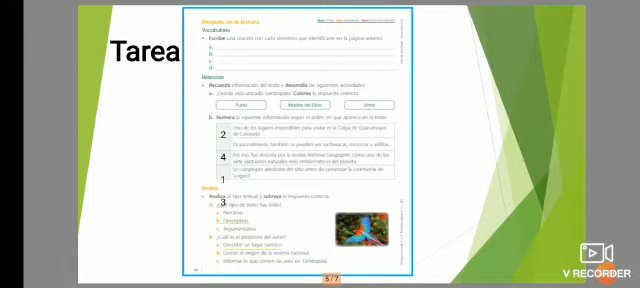 Tarea
Después de la lectura
Vocabulario
• Escribe una oración con cada sinónimo que identificaste en la página anterior.
a.
b.
c.
d.
Retención
• Recuerda información del texto y desarrolla las siguientes actividades.
a. ¿Dónde está ubicado Tambopata? Colorea la respuesta correcta.
Puno Madre de Dios Lima
b. Numera la siguiente información según el orden en que aparece en el texto.
2 Uno de los lugares imperdibles para visitar es la Collpa de Guacamayos de Colorado.
Ocasionalmente, también se pueden ver sachavacas, ronsocos y ardillas.
4 Por eso, fue descrita por la revista National Geographic como uno de los siete santuarios naturales más emblemáticos del planeta.
1 Se congregan alrededor del sitio antes de comenzar la ceremonia de "colpeo".
3
Análisis
• Analiza el tipo textual y subraya la respuesta correcta.
1. ¿Qué tipo de texto has leído?
a. Narrativo
b. Descriptivo
c. Argumentativo
2. ¿Cuál es el propósito del autor?
a. Describir un lugar turístico
b. Contar el origen de la reserva nacional
c. Informar lo que comen las aves en Tambopata
5 / 7
V RECORDER